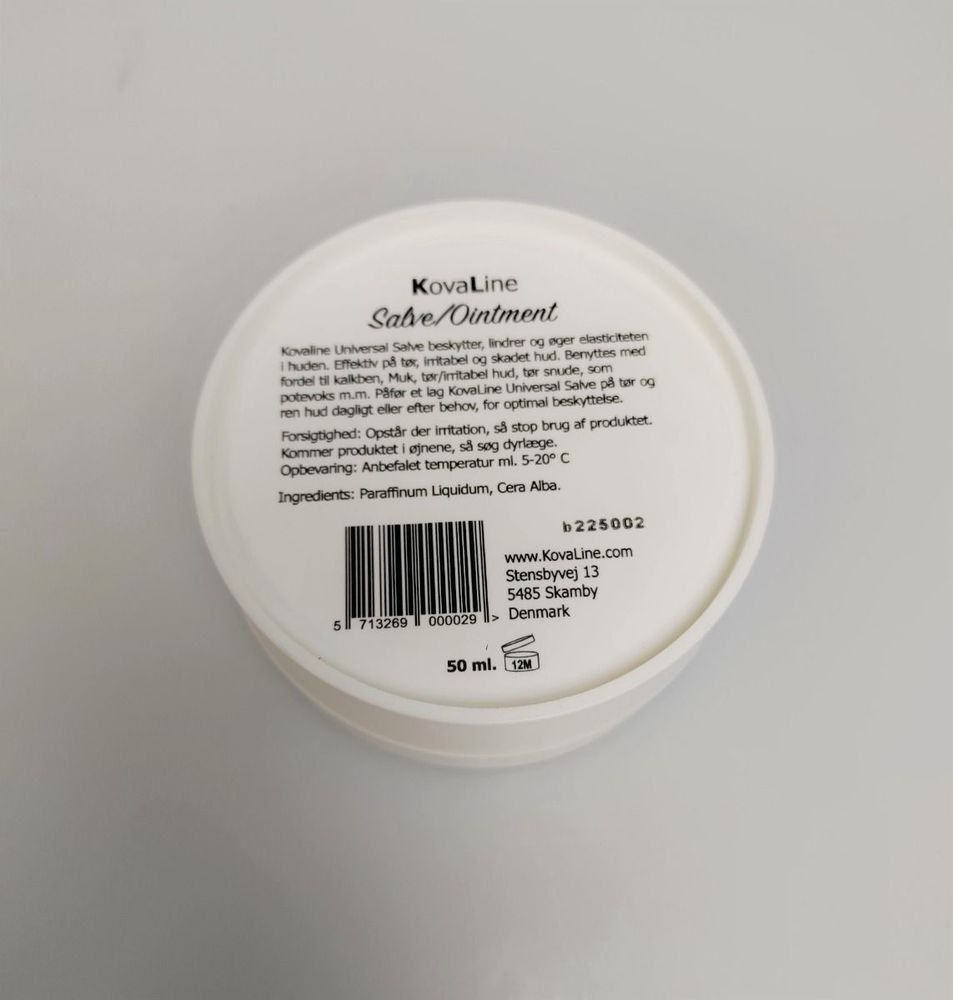 KovaLine
Salve/Ointment
Kovaline Universal Salve beskytter, lindrer og øger elasticiteten
i huden. Effektiv på tør, irritabel og skadet hud. Benyttes med
fordel til kalkben, Muk, tør/irritabel hud, tør snude, som
potevoks m.m. Påfør et lag KovaLine Universal Salve på tør og
ren hud dagligt eller efter behov, for optimal beskyttelse.
Forsigtighed: Opstår der irritation, så stop brug af produktet.
Kommer produktet i øjnene, så søg dyrlæge.
Opbevaring: Anbefalet temperatur ml. 5-20° C
Ingredients: Paraffinum Liquidum, Cera Alba.
b225002
www.KovaLine.com
Stensbyvej 13
5485 Skamby
Denmark
5 713269 000029 >
50 ml. 12M